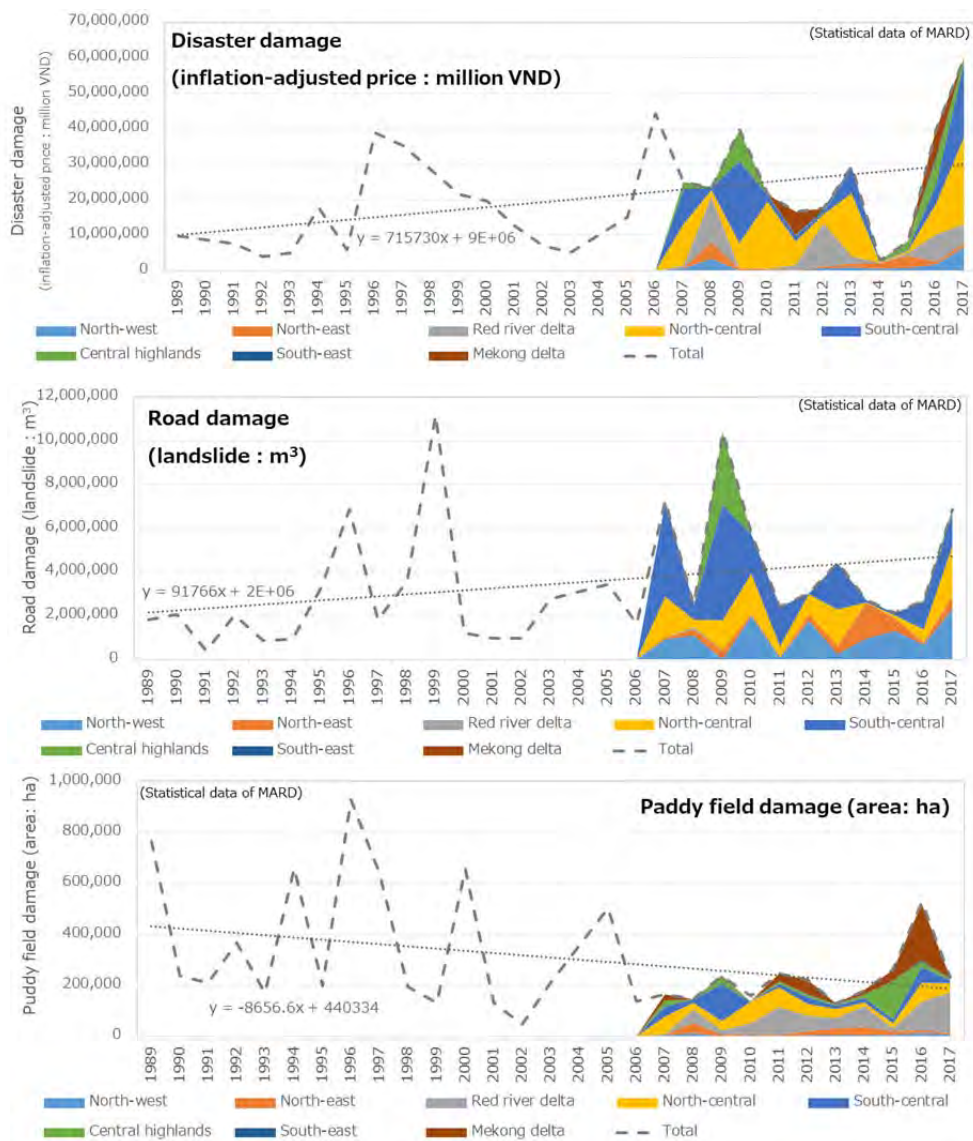 70,000,000
60,000,000
50,000,000
40,000,000
30,000,000
20,000,000
10,000,000
0
Disaster damage
(inflation-adjusted price : million VND)
Disaster damage
(inflation-adjusted price : million VND)
(Statistical data of MARD)
y = 715730x + 9E+06
1989 1990 1991 1992 1993 1994 1995 1996 1997 1998 1999 2000 2001 2002 2003 2004 2005 2006 2007 2008 2009 2010 2011 2012 2013 2014 2015 2016 2017
North-west North-east Red river delta North-central South-central
Central highlands South-east Mekong delta Total
12,000,000
10,000,000
8,000,000
6,000,000
4,000,000
2,000,000
0
Road damage (landslide : m³)
Road damage
(landslide : m³)
(Statistical data of MARD)
y = 91766x + 2E+06
1989 1990 1991 1992 1993 1994 1995 1996 1997 1998 1999 2000 2001 2002 2003 2004 2005 2006 2007 2008 2009 2010 2011 2012 2013 2014 2015 2016 2017
North-west North-east Red river delta North-central South-central
Central highlands South-east Mekong delta Total
1,000,000
800,000
600,000
400,000
200,000
0
Puddy field damage (area: ha)
(Statistical data of MARD)
Paddy field damage (area: ha)
y = -8656.6x + 440334
1989 1990 1991 1992 1993 1994 1995 1996 1997 1998 1999 2000 2001 2002 2003 2004 2005 2006 2007 2008 2009 2010 2011 2012 2013 2014 2015 2016 2017
North-west North-east Red river delta North-central South-central
Central highlands South-east Mekong delta Total